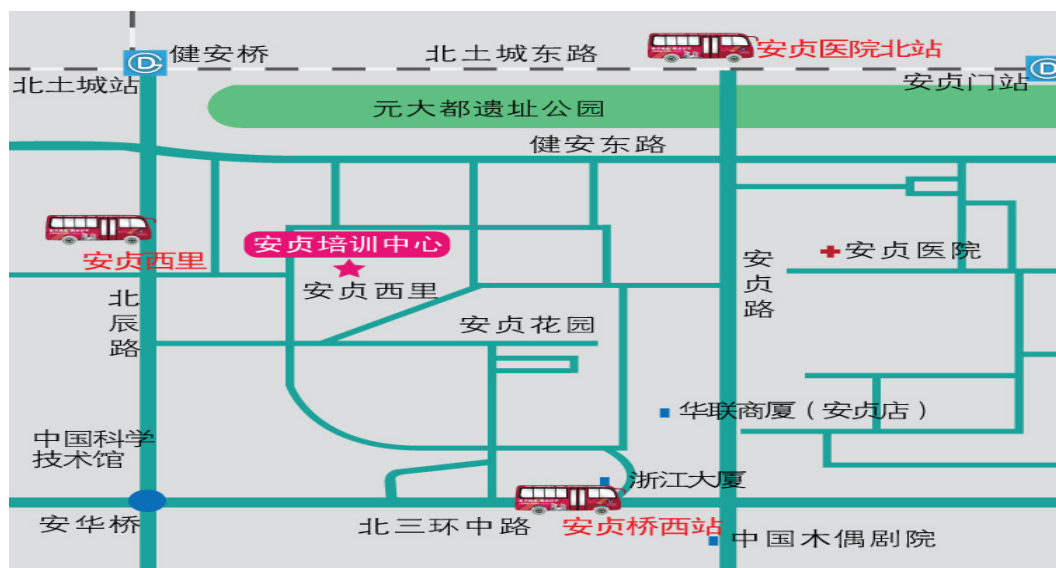 健安桥
北土城东路
安贞医院北站
北土城站
安贞门站
元大都遗址公园
健安东路
安贞培训中心
安贞西里
安贞西里
安贞医院
安贞路
北辰路
安贞花园
华联商厦（安贞店）
中国科学
技术馆
浙江大厦
安华桥
北三环中路
安贞桥西站
中国木偶剧院